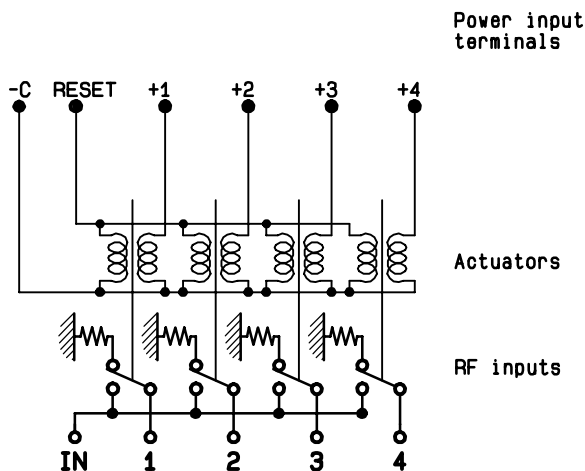 Power input
terminals
-C RESET +1 +2 +3 +4
Actuators
RF inputs
IN 1 2 3 4